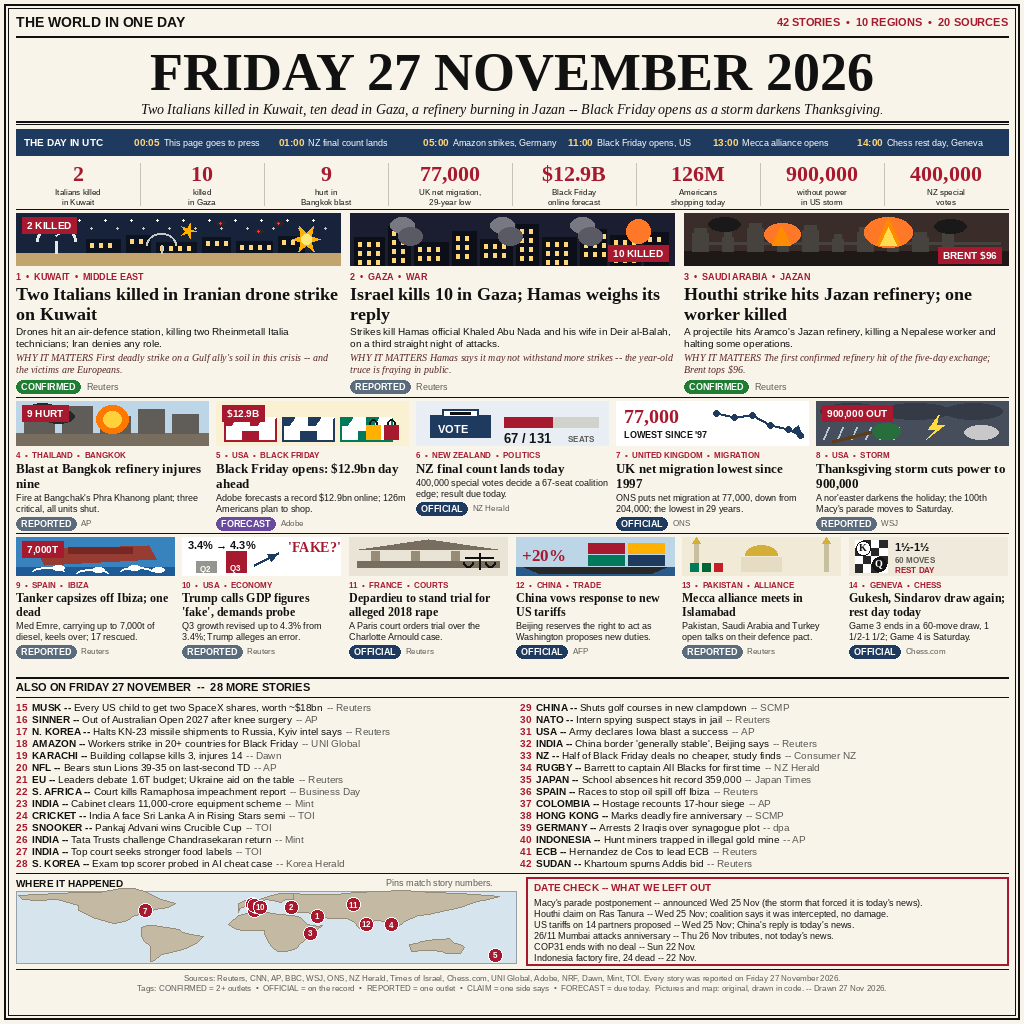 THE WORLD IN ONE DAY
42 STORIES • 10 REGIONS • 20 SOURCES
FRIDAY 27 NOVEMBER 2026
Two Italians killed in Kuwait, ten dead in Gaza, a refinery burning in Jazan -- Black Friday opens as a storm darkens Thanksgiving.
THE DAY IN UTC 00:05 This page goes to press 01:00 NZ final count lands 05:00 Amazon strikes, Germany 11:00 Black Friday opens, US 13:00 Mecca alliance opens 14:00 Chess rest day, Geneva
2
Italians killed
in Kuwait
10
killed
in Gaza
9
hurt in
Bangkok blast
77,000
UK net migration,
29-year low
$12.9B
Black Friday
online forecast
126M
Americans
shopping today
900,000
without power
in US storm
400,000
NZ special
votes
2 KILLED
1 • KUWAIT • MIDDLE EAST
Two Italians killed in Iranian drone strike
on Kuwait
Drones hit an air-defence station, killing two Rheinmetall Italia
technicians; Iran denies any role.
WHY IT MATTERS First deadly strike on a Gulf ally's soil in this crisis -- and
the victims are Europeans.
CONFIRMED Reuters
10 KILLED
2 • GAZA • WAR
Israel kills 10 in Gaza; Hamas weighs its
reply
Strikes kill Hamas official Khaled Abu Nada and his wife in Deir al-Balah,
on a third straight night of attacks.
WHY IT MATTERS Hamas says it may not withstand more strikes -- the year-old
truce is fraying in public.
REPORTED Reuters
BRENT $96
3 • SAUDI ARABIA • JAZAN
Houthi strike hits Jazan refinery; one
worker killed
A projectile hits Aramco's Jazan refinery, killing a Nepalese worker and
halting some operations.
WHY IT MATTERS The first confirmed refinery hit of the five-day exchange;
Brent tops $96.
CONFIRMED Reuters
9 HURT
4 • THAILAND • BANGKOK
Blast at Bangkok refinery injures
nine
Fire at Bangchak's Phra Khanong plant; three
critical, all units shut.
REPORTED AP
$12.9B
5 • USA • BLACK FRIDAY
Black Friday opens: $12.9bn day
ahead
Adobe forecasts a record $12.9bn online; 126m
Americans plan to shop.
FORECAST Adobe
VOTE
67 / 131 SEATS
6 • NEW ZEALAND • POLITICS
NZ final count lands today
400,000 special votes decide a 67-seat coalition
edge; result due today.
OFFICIAL NZ Herald
77,000
LOWEST SINCE '97
7 • UNITED KINGDOM • MIGRATION
UK net migration lowest since
1997
ONS puts net migration at 77,000, down from
204,000; the lowest in 29 years.
OFFICIAL ONS
900,000 OUT
8 • USA • STORM
Thanksgiving storm cuts power to
900,000
A nor'easter darkens the holiday; the 100th
Macy's parade moves to Saturday.
REPORTED WSJ
7,000T
9 • SPAIN • IBIZA
Tanker capsizes off Ibiza; one
dead
Med Emre, carrying up to 7,000t of
diesel, keels over; 17 rescued.
REPORTED Reuters
3.4% → 4.3%
'FAKE?'
Q2 Q3
10 • USA • ECONOMY
Trump calls GDP figures
'fake', demands probe
Q3 growth revised up to 4.3% from
3.4%; Trump alleges an error.
REPORTED Reuters
11 • FRANCE • COURTS
Depardieu to stand trial for
alleged 2018 rape
A Paris court orders trial over the
Charlotte Arnould case.
OFFICIAL Reuters
+20%
12 • CHINA • TRADE
China vows response to new
US tariffs
Beijing reserves the right to act as
Washington proposes new duties.
OFFICIAL AFP
13 • PAKISTAN • ALLIANCE
Mecca alliance meets in
Islamabad
Pakistan, Saudi Arabia and Turkey
open talks on their defence pact.
REPORTED Reuters
K
Q
1½-1½
60 MOVES
REST DAY
14 • GENEVA • CHESS
Gukesh, Sindarov draw again;
rest day today
Game 3 ends in a 60-move draw, 1
1/2-1 1/2; Game 4 is Saturday.
OFFICIAL Chess.com
ALSO ON FRIDAY 27 NOVEMBER -- 28 MORE STORIES
15 MUSK -- Every US child to get two SpaceX shares, worth ~$18bn -- Reuters
16 SINNER -- Out of Australian Open 2027 after knee surgery -- AP
17 N. KOREA -- Halts KN-23 missile shipments to Russia, Kyiv intel says -- Reuters
18 AMAZON -- Workers strike in 20+ countries for Black Friday -- UNI Global
19 KARACHI -- Building collapse kills 3, injures 14 -- Dawn
20 NFL -- Bears stun Lions 39-35 on last-second TD -- AP
21 EU -- Leaders debate 1.6T budget; Ukraine aid on the table -- Reuters
22 S. AFRICA -- Court kills Ramaphosa impeachment report -- Business Day
23 INDIA -- Cabinet clears 11,000-crore equipment scheme -- Mint
24 CRICKET -- India A face Sri Lanka A in Rising Stars semi -- TOI
25 SNOOKER -- Pankaj Advani wins Crucible Cup -- TOI
26 INDIA -- Tata Trusts challenge Chandrasekaran return -- Mint
27 INDIA -- Top court seeks stronger food labels -- TOI
28 S. KOREA -- Exam top scorer probed in AI cheat case -- Korea Herald
29 CHINA -- Shuts golf courses in new clampdown -- SCMP
30 NATO -- Intern spying suspect stays in jail -- Reuters
31 USA -- Army declares Iowa blast a success -- AP
32 INDIA -- China border 'generally stable', Beijing says -- Reuters
33 NZ -- Half of Black Friday deals no cheaper, study finds -- Consumer NZ
34 RUGBY -- Barrett to captain All Blacks for first time -- NZ Herald
35 JAPAN -- School absences hit record 359,000 -- Japan Times
36 SPAIN -- Races to stop oil spill off Ibiza -- Reuters
37 COLOMBIA -- Hostage recounts 17-hour siege -- AP
38 HONG KONG -- Marks deadly fire anniversary -- SCMP
39 GERMANY -- Arrests 2 Iraqis over synagogue plot -- dpa
40 INDONESIA -- Hunt miners trapped in illegal gold mine -- AP
41 ECB -- Hernandez de Cos to lead ECB -- Reuters
42 SUDAN -- Khartoum spurns Addis bid -- Reuters
WHERE IT HAPPENED
Pins match story numbers.
7
10
2
1
3
11
12
4
5
DATE CHECK -- WHAT WE LEFT OUT
Macy's parade postponement -- announced Wed 25 Nov (the storm that forced it is today's news).
Houthi claim on Ras Tanura -- Wed 25 Nov; coalition says it was intercepted, no damage.
US tariffs on 14 partners proposed -- Wed 25 Nov; China's reply is today's news.
26/11 Mumbai attacks anniversary -- Thu 26 Nov tributes, not today's news.
COP31 ends with no deal -- Sun 22 Nov.
Indonesia factory fire, 24 dead -- 22 Nov.
Sources: Reuters, CNN, AP, BBC, WSJ, ONS, NZ Herald, Times of Israel, Chess.com, UNI Global, Adobe, NRF, Dawn, Mint, TOI. Every story was reported on Friday 27 November 2026.
Tags: CONFIRMED = 2+ outlets • OFFICIAL = on the record • REPORTED = one outlet • CLAIM = one side says • FORECAST = due today. Pictures and map: original, drawn in code. -- Drawn 27 Nov 2026.